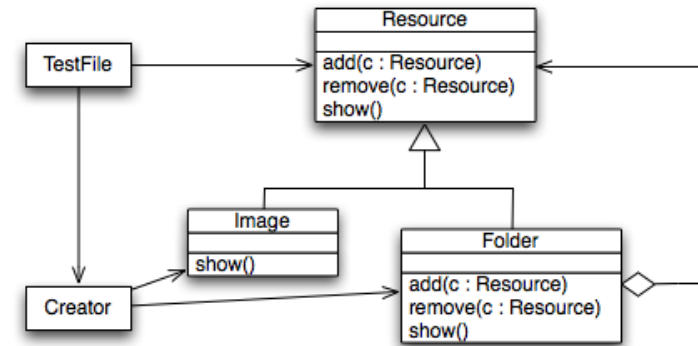 Resource
TestFile
add(c : Resource)
remove(c : Resource)
show()
Image
show()
Folder
add(c : Resource)
remove(c : Resource)
show()
Creator